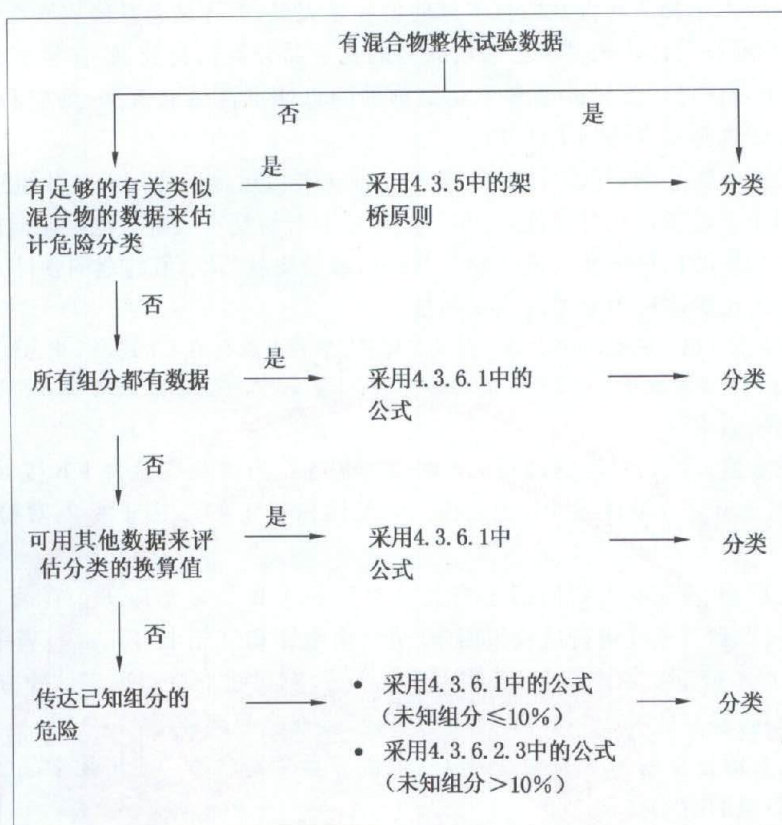 有混合物整体试验数据
否
是
有足够的有关类似
混合物的数据来估
计危险分类
是
采用4.3.5中的架
桥原则
分类
否
所有组分都有数据
是
采用4.3.6.1中的
公式
分类
否
可用其他数据来评
估分类的换算值
是
采用4.3.6.1中
公式
分类
否
传达已知组分的
危险
• 采用4.3.6.1中的公式
（未知组分≤10%）
• 采用4.3.6.2.3中的公式
（未知组分>10%）
分类